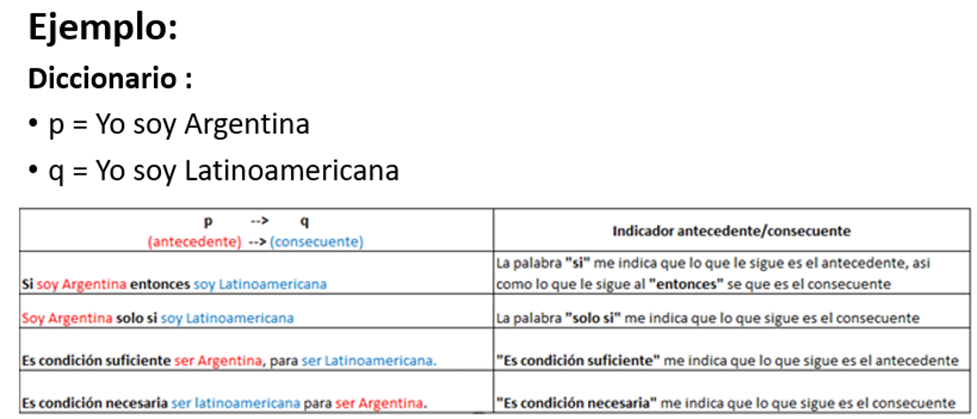 Ejemplo:
Diccionario :
• p = Yo soy Argentina
• q = Yo soy Latinoamericana
p --> q
(antecedente) --> (consecuente)
Indicador antecedente/consecuente
Si soy Argentina entonces soy Latinoamericana
La palabra "si" me indica que lo que le sigue es el antecedente, asi
como lo que le sigue al "entonces" se que es el consecuente
Soy Argentina solo si soy Latinoamericana
La palabra "solo si" me indica que lo que sigue es el consecuente
Es condición suficiente ser Argentina, para ser Latinoamericana.
"Es condición suficiente" me indica que lo que sigue es el antecedente
Es condición necesaria ser latinoamericana para ser Argentina.
"Es condición necesaria" me indica que lo que sigue es el consecuente